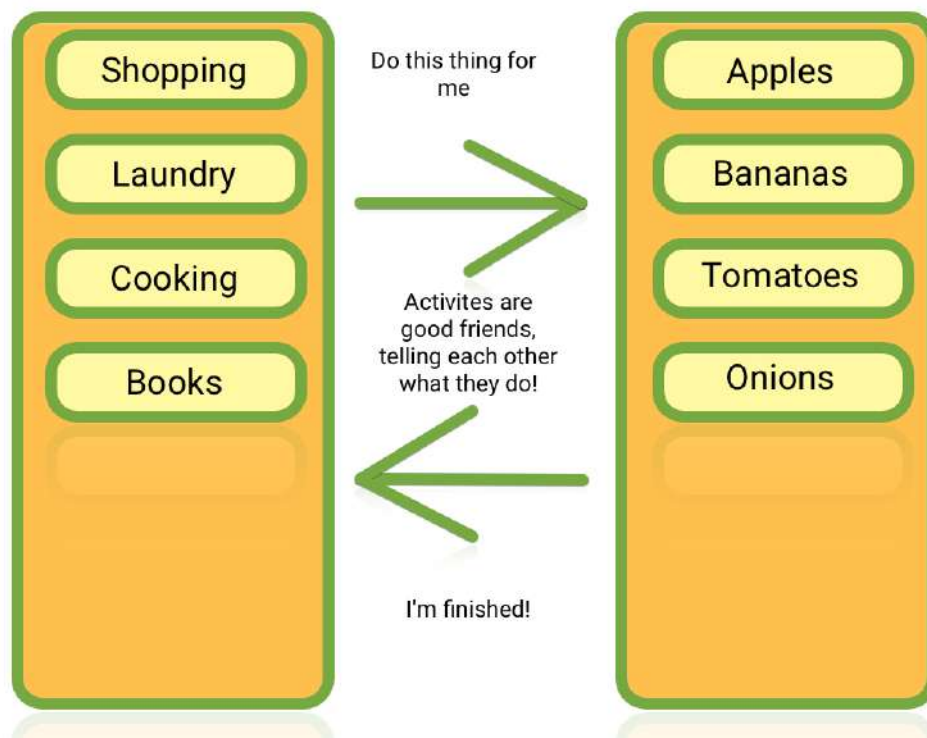 Shopping
Laundry
Cooking
Books
Do this thing for
me
Activites are
good friends,
telling each other
what they do!
I'm finished!
Apples
Bananas
Tomatoes
Onions